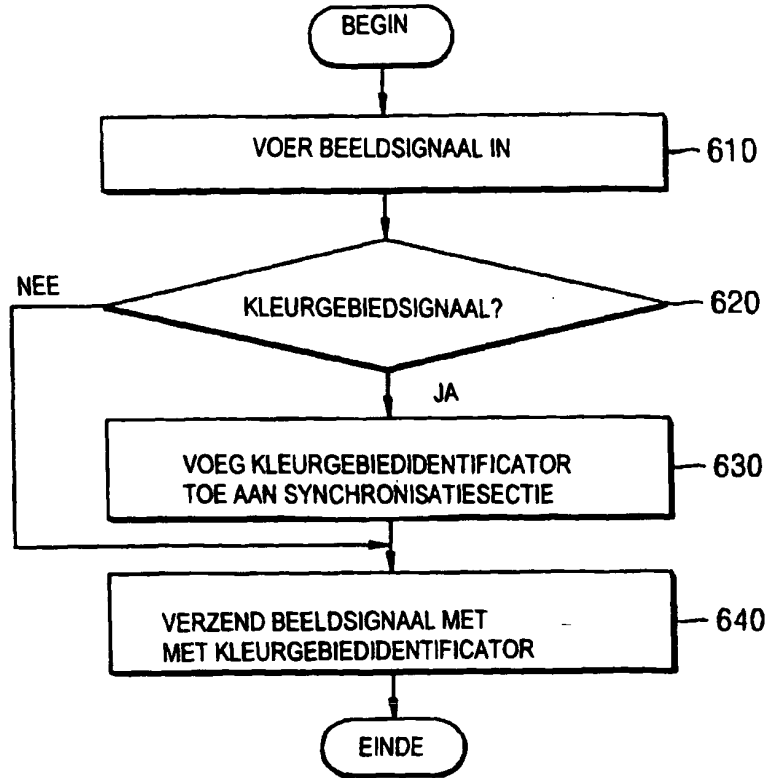 BEGIN
VOER BEELDSIGNAAL IN
610
NEE
KLEURGEBIEDSIGNAAL?
620
JA
VOEG KLEURGEBIEDIDENTIFICATOR
TOE AAN SYNCHRONISATIESECTIE
630
VERZEND BEELDSIGNAAL MET
MET KLEURGEBIEDIDENTIFICATOR
640
EINDE